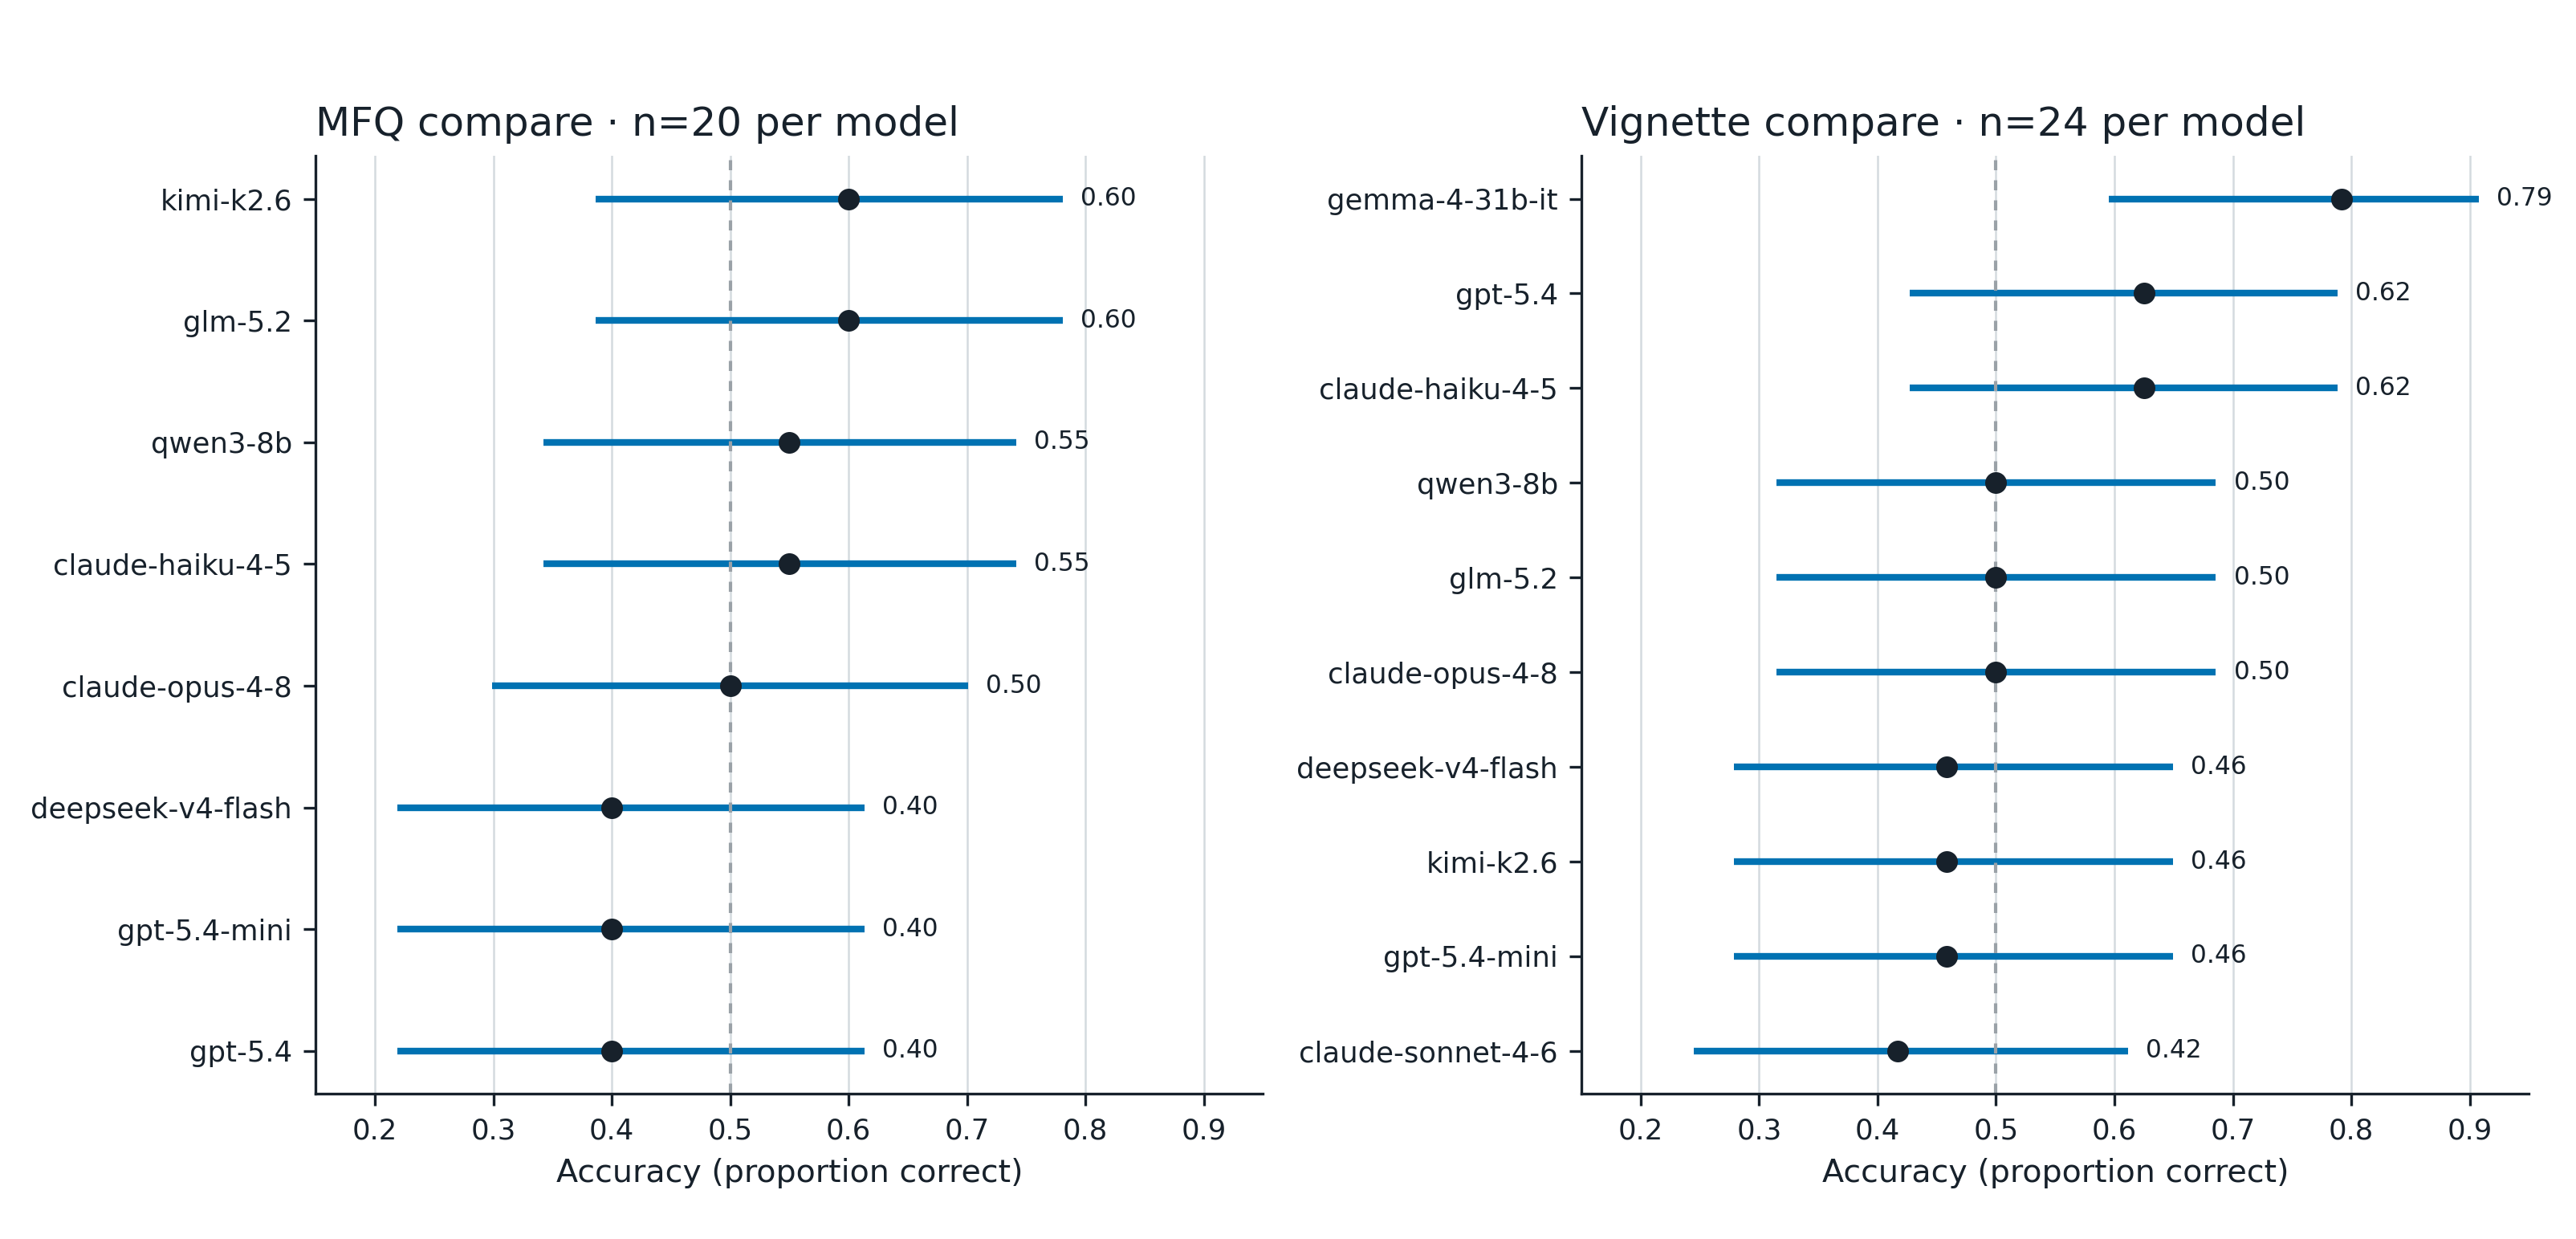 MFQ compare · n=20 per model
kimi-k2.6
0.60
glm-5.2
0.60
qwen3-8b
0.55
claude-haiku-4-5
0.55
claude-opus-4-8
0.50
deepseek-v4-flash
0.40
gpt-5.4-mini
0.40
gpt-5.4
0.40
0.2 0.3 0.4 0.5 0.6 0.7 0.8 0.9
Accuracy (proportion correct)
Vignette compare · n=24 per model
gemma-4-31b-it
0.79
gpt-5.4
0.62
claude-haiku-4-5
0.62
qwen3-8b
0.50
glm-5.2
0.50
claude-opus-4-8
0.50
deepseek-v4-flash
0.46
kimi-k2.6
0.46
gpt-5.4-mini
0.46
claude-sonnet-4-6
0.42
0.2 0.3 0.4 0.5 0.6 0.7 0.8 0.9
Accuracy (proportion correct)